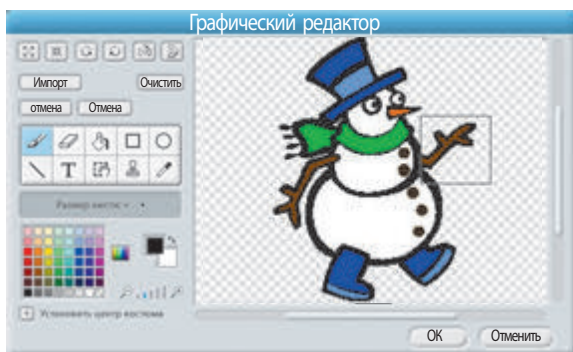 Графический редактор
Импорт Очистить
отмена Отмена
T
Размер кисти:
Установить центр костюма
OK Отменить